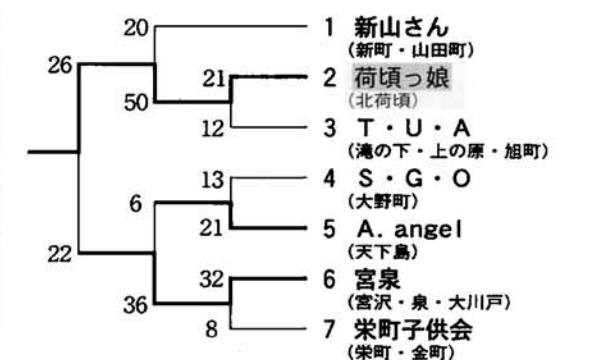 20
1 新山さん
(新町・山田町)
26
21
2 荷頃っ娘
50
(北荷頃)
12
3 T・U・A
(滝の下・上の原・旭町)
13
4 S・G・O
(大野町)
6
21
5 A. angel
(天下島)
22
32
6 宮泉
(宮沢・泉・大川戸)
36
8
7 栄町子供会
(栄町・金町)